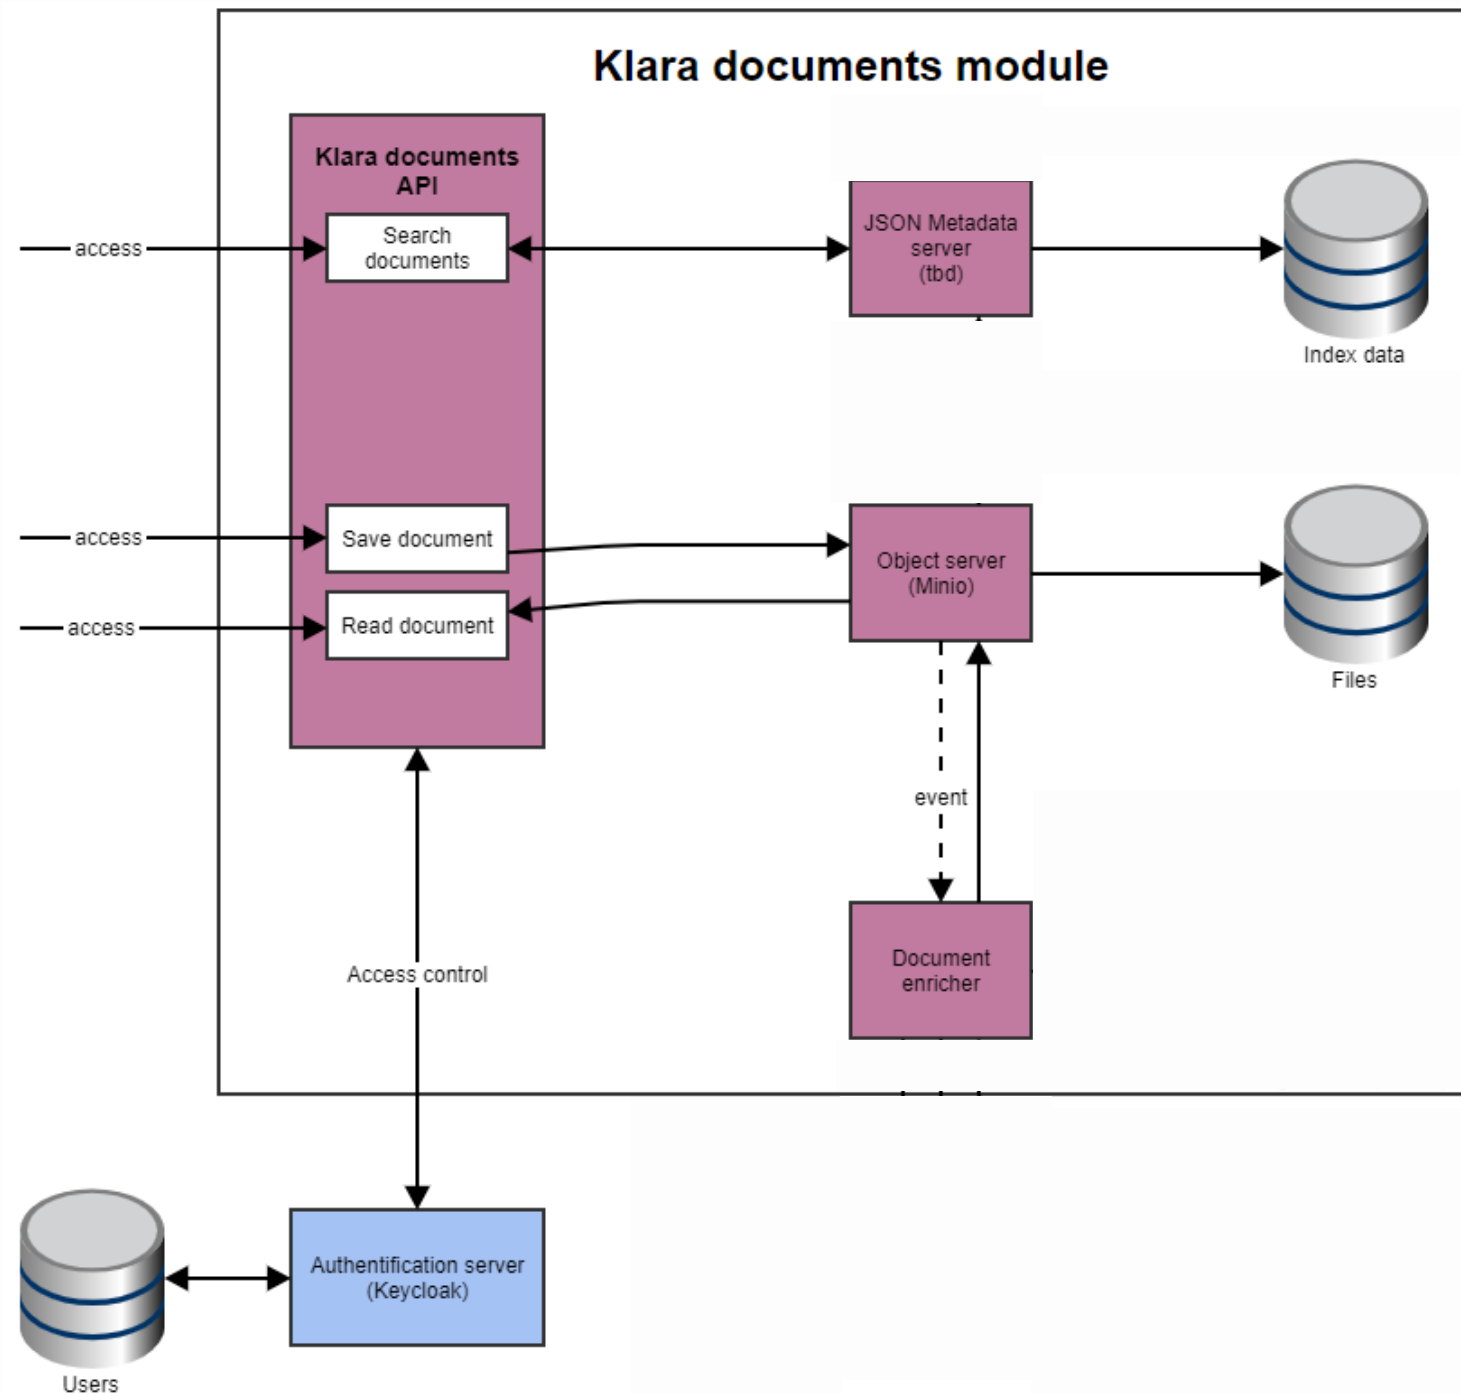 Klara documents module
Klara documents
API
access
Search
documents
JSON Metadata
server
(tbd)
Index data
access
Save document
Object server
(Minio)
access
Read document
Files
event
Document
enricher
Access control
Authentification server
(Keycloak)
Users